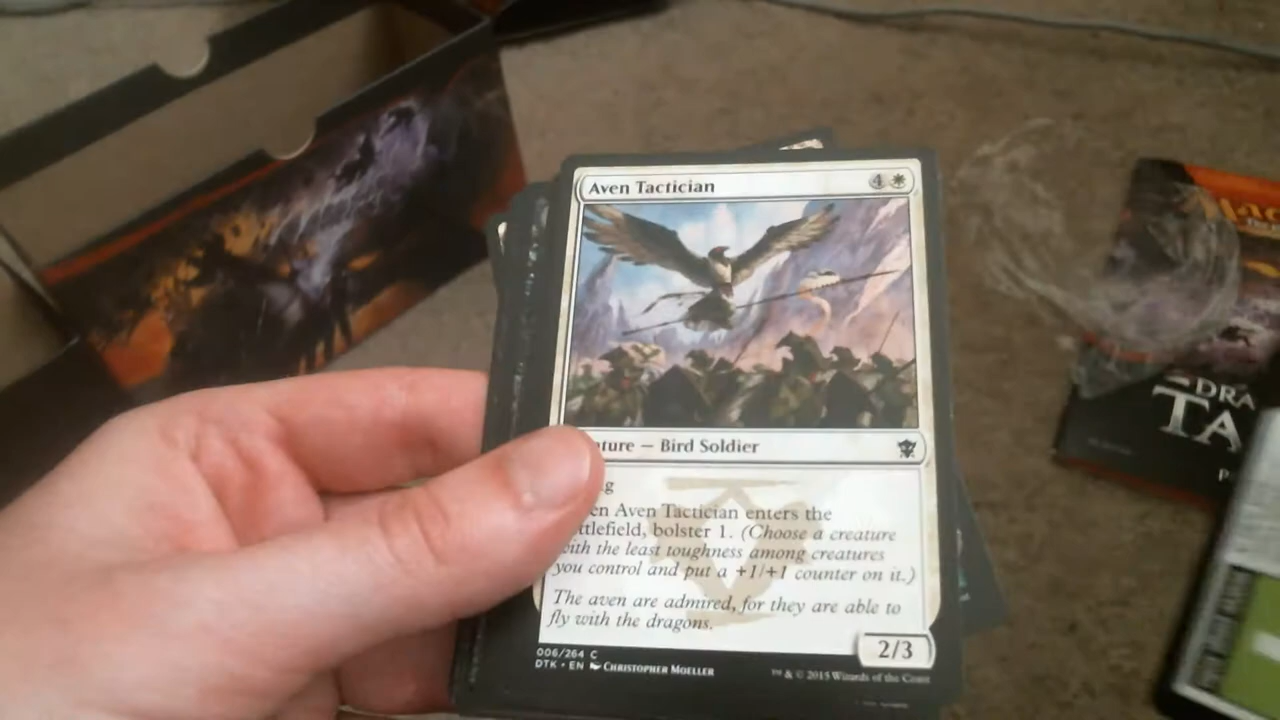 Aven Tactician 4
ture — Bird Soldier
g
en Aven Tactician enters the
ttlefield, bolster 1. (Choose a creature
ith the least toughness among creatures
you control and put a +1/+1 counter on it.)
The aven are admired, for they are able to
fly with the dragons.
2/3
006/264 C
DTK • EN CHRISTOPHER MOELLER
™ & © 2015 Wizards of the Coast
DRA
TA